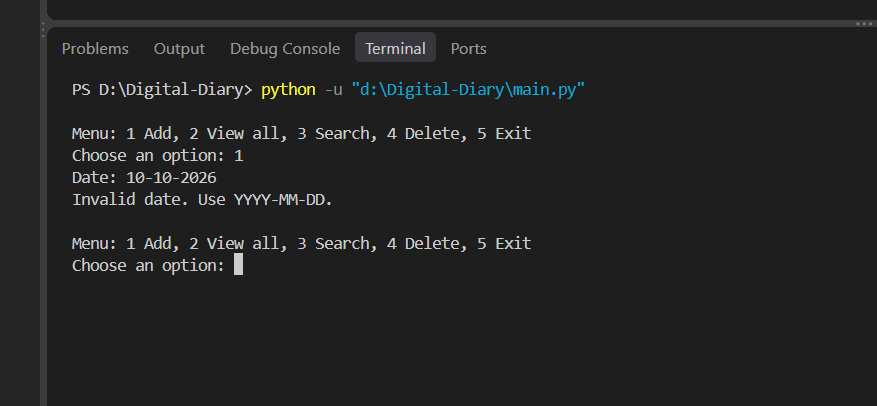 Problems Output Debug Console Terminal Ports
PS D:\Digital-Diary> python -u "d:\Digital-Diary\main.py"
Menu: 1 Add, 2 View all, 3 Search, 4 Delete, 5 Exit
Choose an option: 1
Date: 10-10-2026
Invalid date. Use YYYY-MM-DD.
Menu: 1 Add, 2 View all, 3 Search, 4 Delete, 5 Exit
Choose an option: